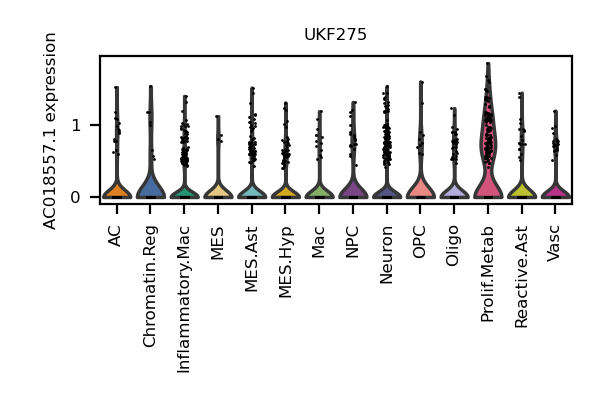 UKF275
AC018557.1 expression
1
0
AC
Chromatin.Reg
Inflammatory.Mac
MES
MES.Ast
MES.Hyp
Mac
NPC
Neuron
OPC
Oligo
Prolif.Metab
Reactive.Ast
Vasc